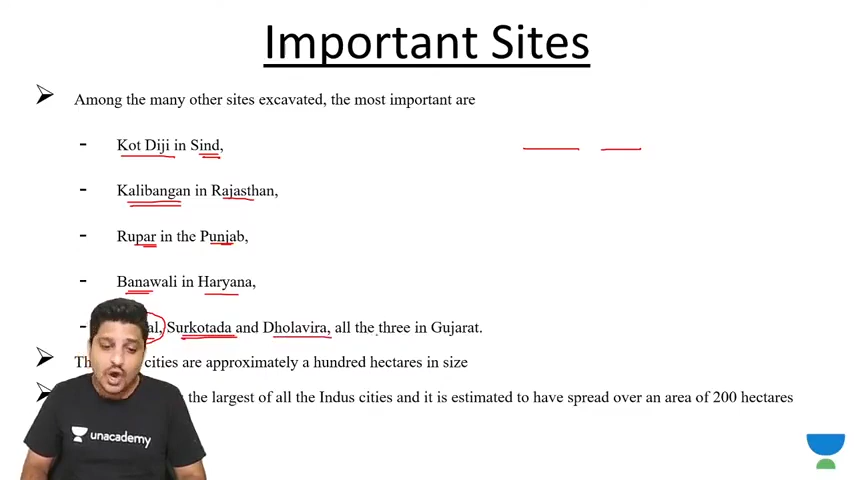 Important Sites
Among the many other sites excavated, the most important are
- Kot Diji in Sind,
- Kalibangan in Rajasthan,
- Rupar in the Punjab,
- Banawali in Haryana,
- Surkotada and Dholavira, all the three in Gujarat.
cities are approximately a hundred hectares in size
the largest of all the Indus cities and it is estimated to have spread over an area of 200 hectares
unacademy